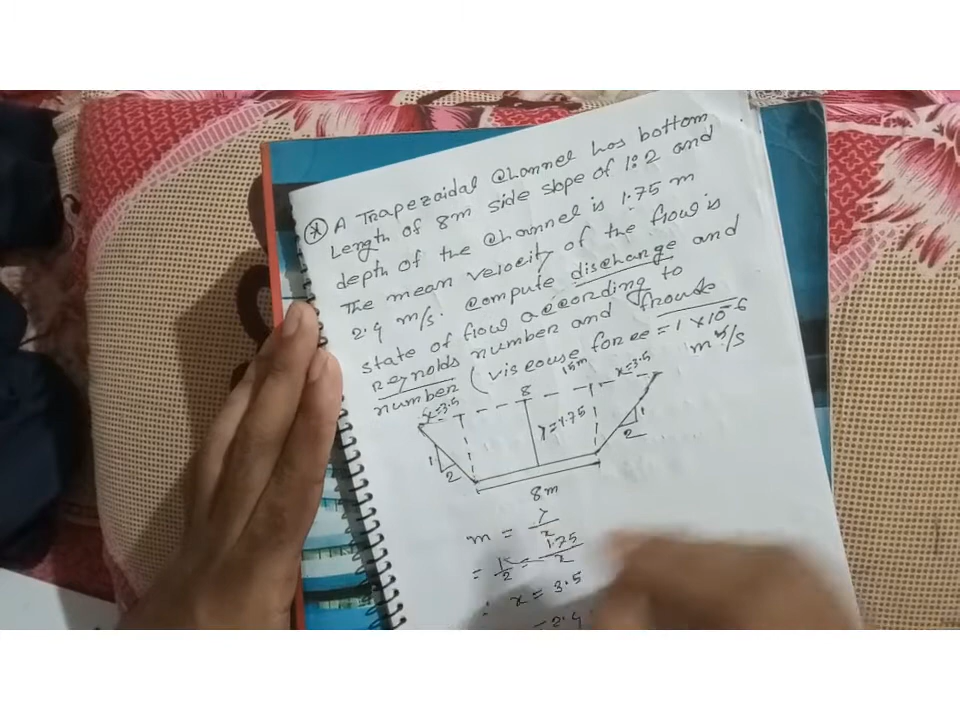 * A Trapezoidal channel has bottom
Length of 8m side slope of 1:2 and
depth of the channel is 1.75 m
The mean velocity of the flow is
2.4 m/s. compute discharge and
state of flow according to
Reynolds number and froude
number (viscouse force = 1 × 10⁻⁶
m²/s
x=3.5 8 15m x=3.5
y=1.75
1 2
1 2
8m
m = y/x
= 1/2 = 1.75/x
∴ x = 3.5
= 2.4